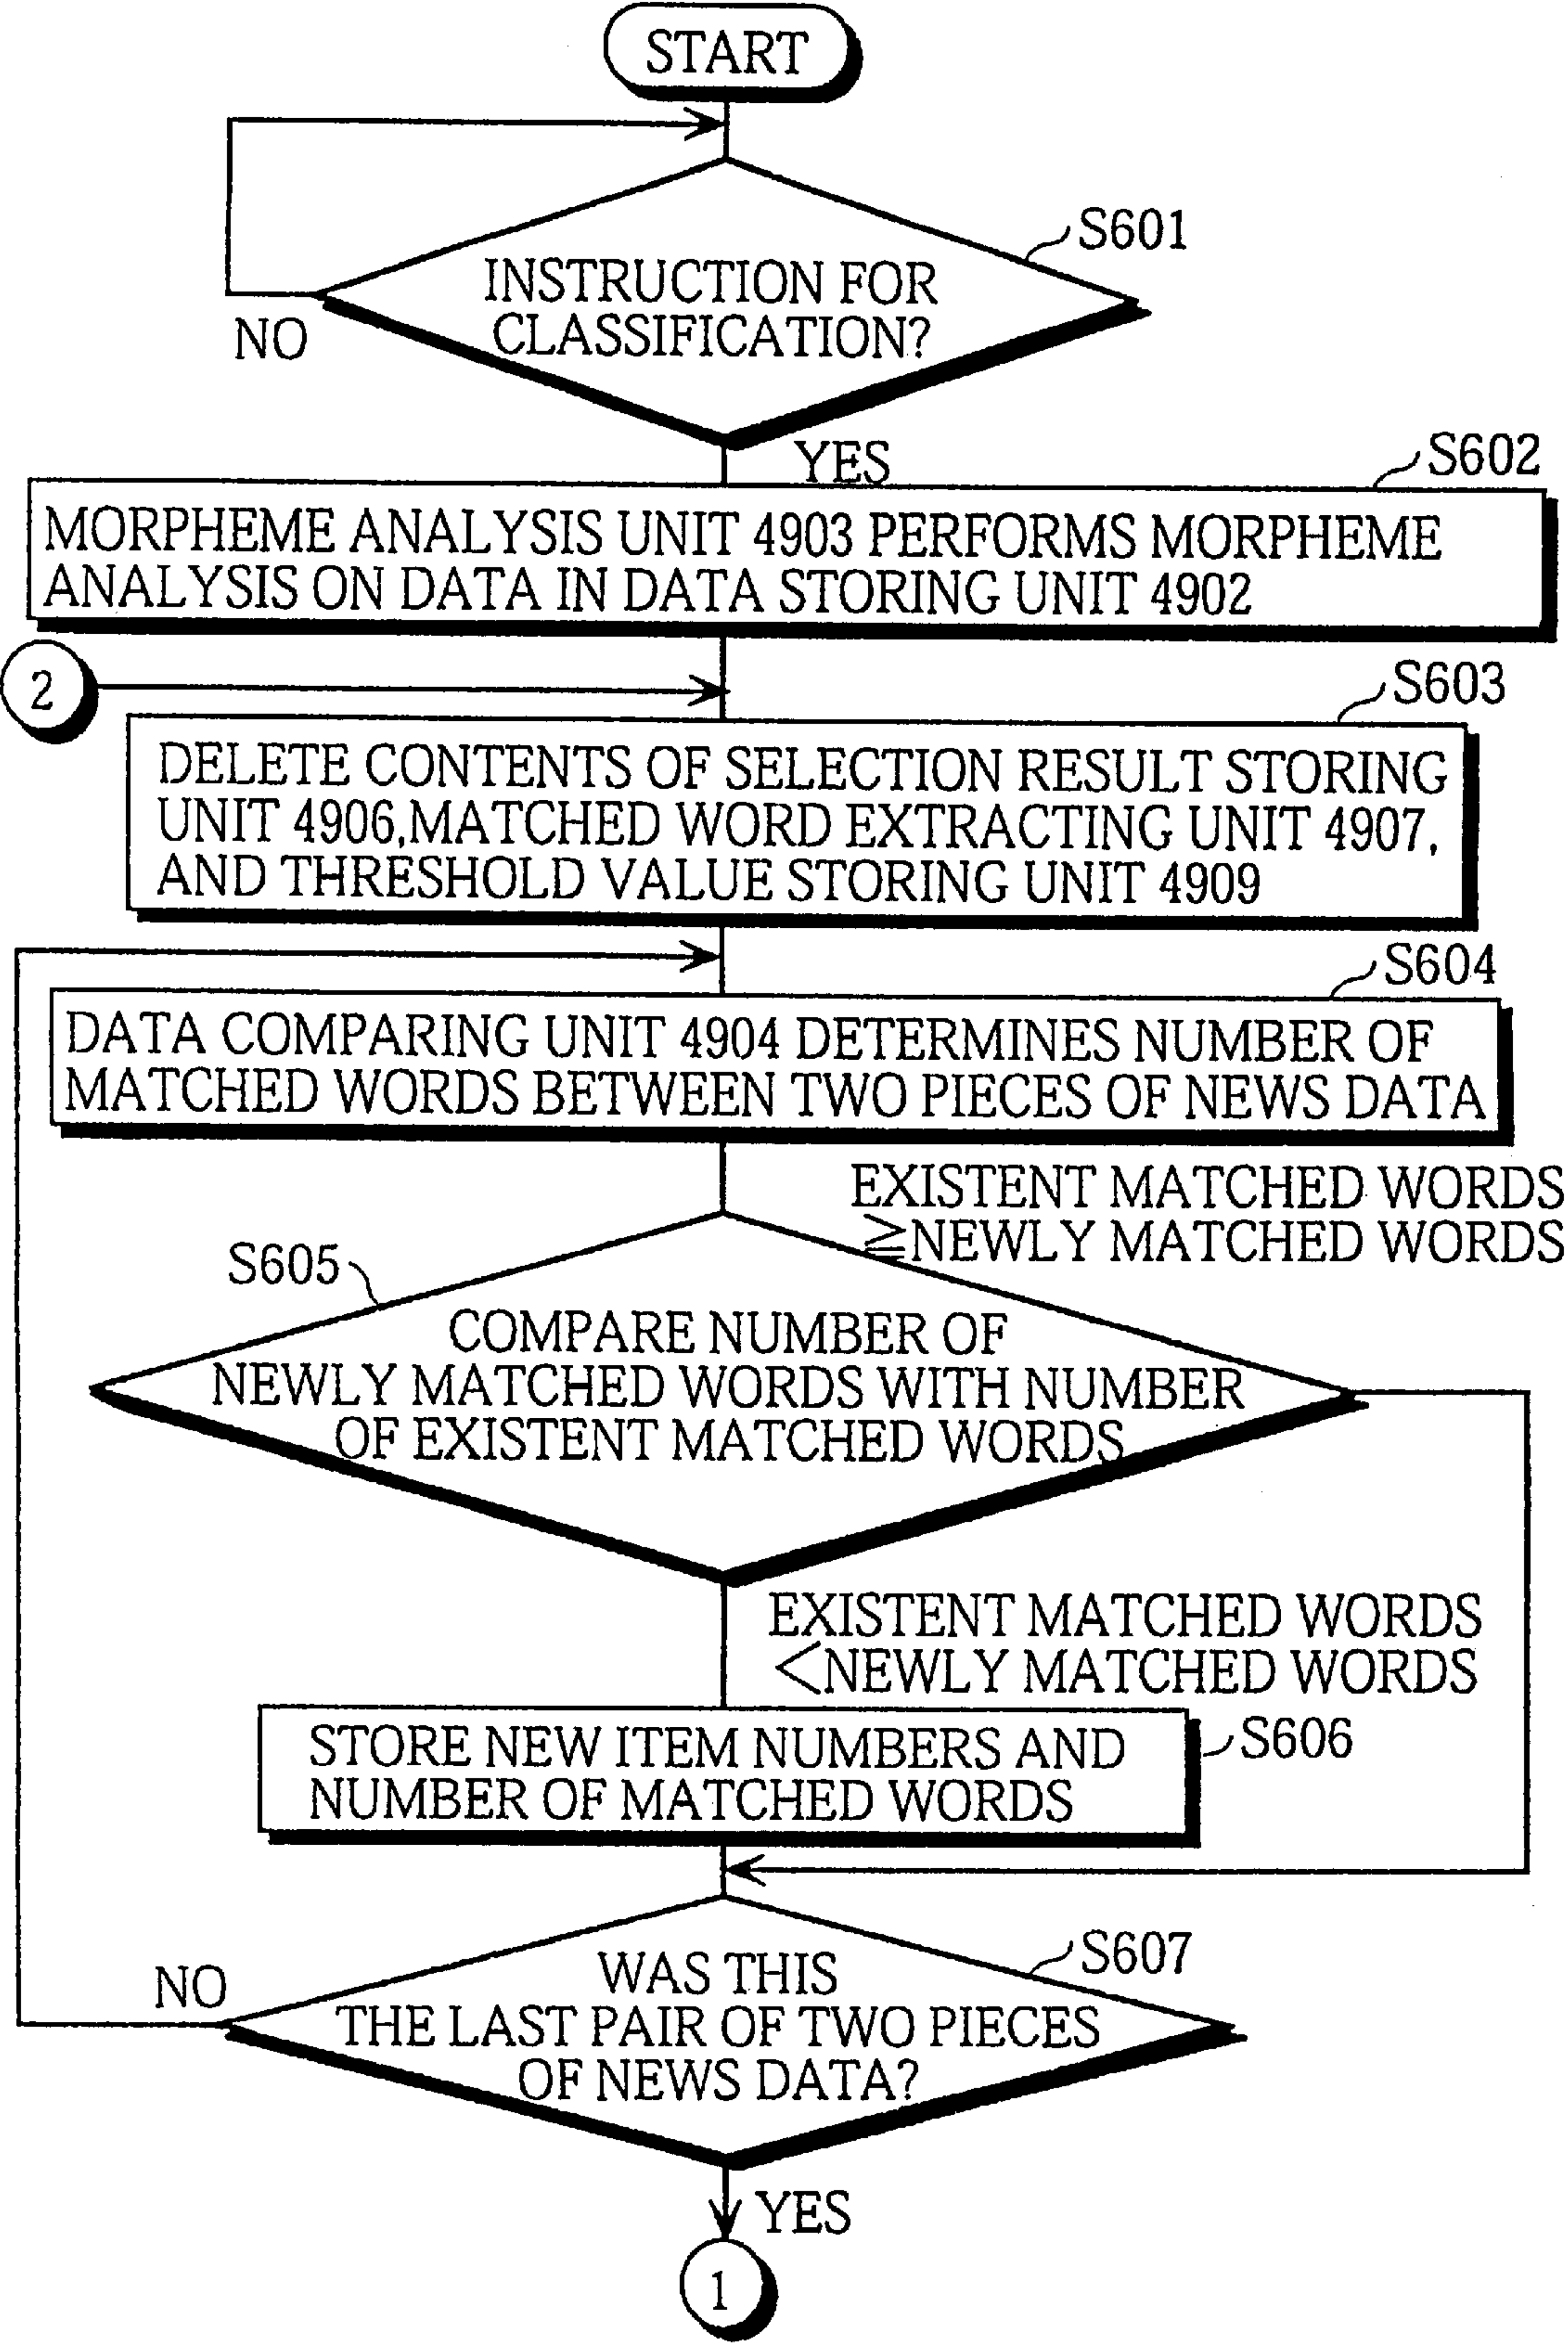 START
S601
INSTRUCTION FOR
CLASSIFICATION?
NO
YES
S602
MORPHEME ANALYSIS UNIT 4903 PERFORMS MORPHEME
ANALYSIS ON DATA IN DATA STORING UNIT 4902
2
S603
DELETE CONTENTS OF SELECTION RESULT STORING
UNIT 4906,MATCHED WORD EXTRACTING UNIT 4907,
AND THRESHOLD VALUE STORING UNIT 4909
S604
DATA COMPARING UNIT 4904 DETERMINES NUMBER OF
MATCHED WORDS BETWEEN TWO PIECES OF NEWS DATA
EXISTENT MATCHED WORDS
≧NEWLY MATCHED WORDS
S605
COMPARE NUMBER OF
NEWLY MATCHED WORDS WITH NUMBER
OF EXISTENT MATCHED WORDS
EXISTENT MATCHED WORDS
<NEWLY MATCHED WORDS
STORE NEW ITEM NUMBERS AND
NUMBER OF MATCHED WORDS
S606
S607
WAS THIS
THE LAST PAIR OF TWO PIECES
OF NEWS DATA?
NO
YES
1